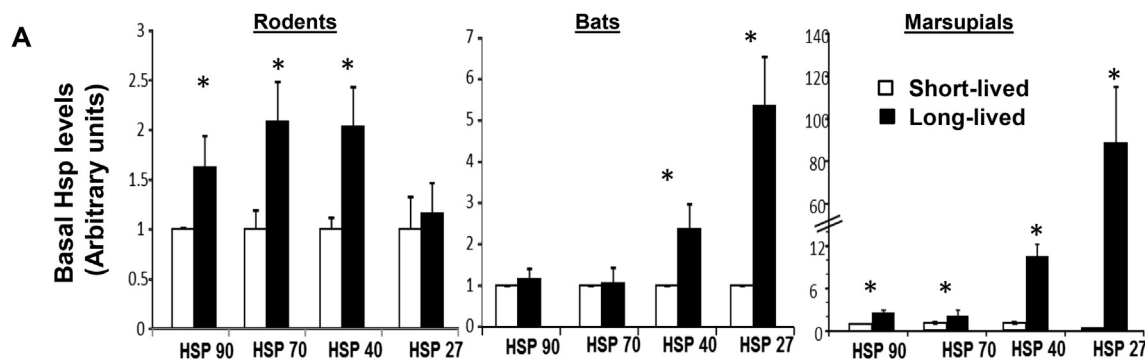 A
Rodents
Bats
Marsupials
Basal Hsp levels
(Arbitrary units)
3
2.5
2
1.5
1
0.5
0
HSP 90 HSP 70 HSP 40 HSP 27
* * *
7
6
5
4
3
2
1
0
HSP 90 HSP 70 HSP 40 HSP 27
* *
140
120
100
80
60
12
6
0
HSP 90 HSP 70 HSP 40 HSP 27
* * * *
Short-lived
Long-lived